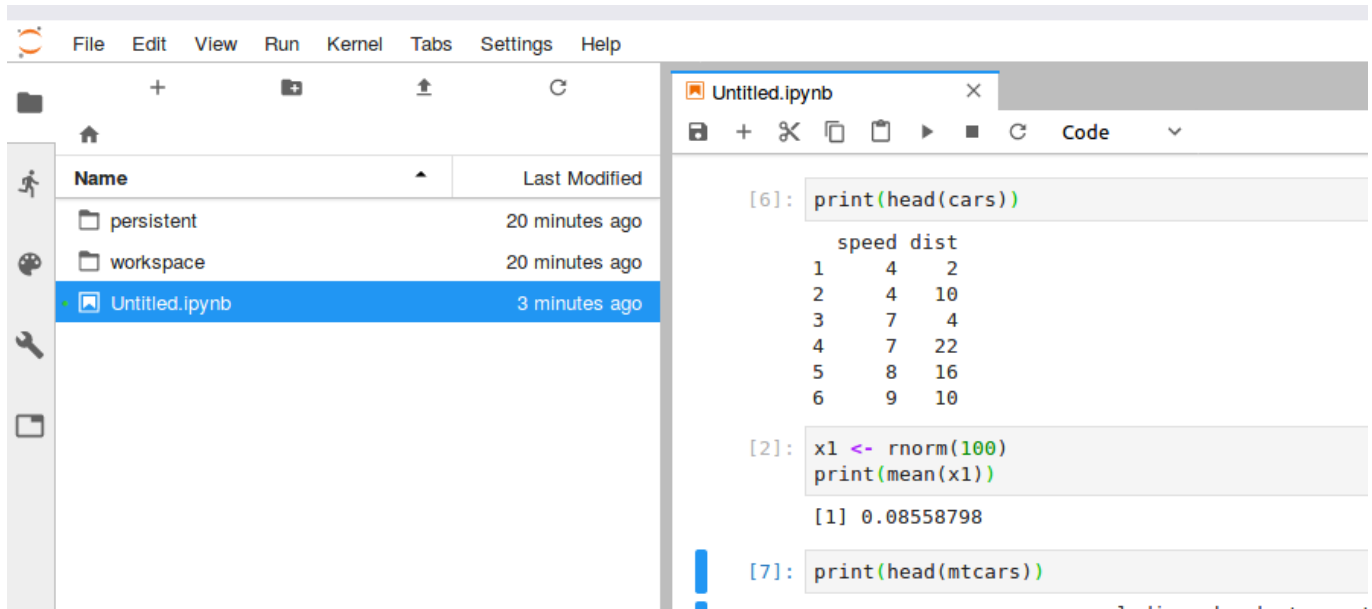 File Edit View Run Kernel Tabs Settings Help
Name Last Modified
persistent 20 minutes ago
workspace 20 minutes ago
Untitled.ipynb 3 minutes ago
Untitled.ipynb
Code
[6]: print(head(cars))
speed dist
1 4 2
2 4 10
3 7 4
4 7 22
5 8 16
6 9 10
[2]: x1 <- rnorm(100)
print(mean(x1))
[1] 0.08558798
[7]: print(head(mtcars))